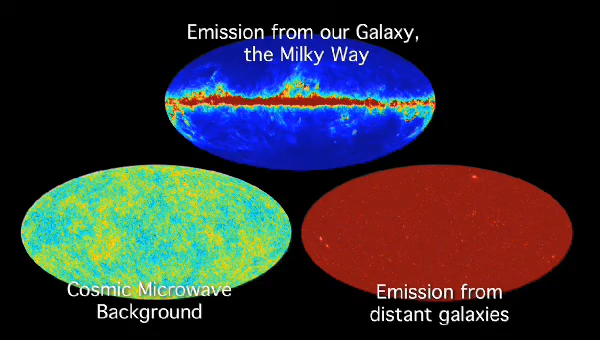 Emission from our Galaxy,
the Milky Way
Cosmic Microwave
Background
Emission from
distant galaxies